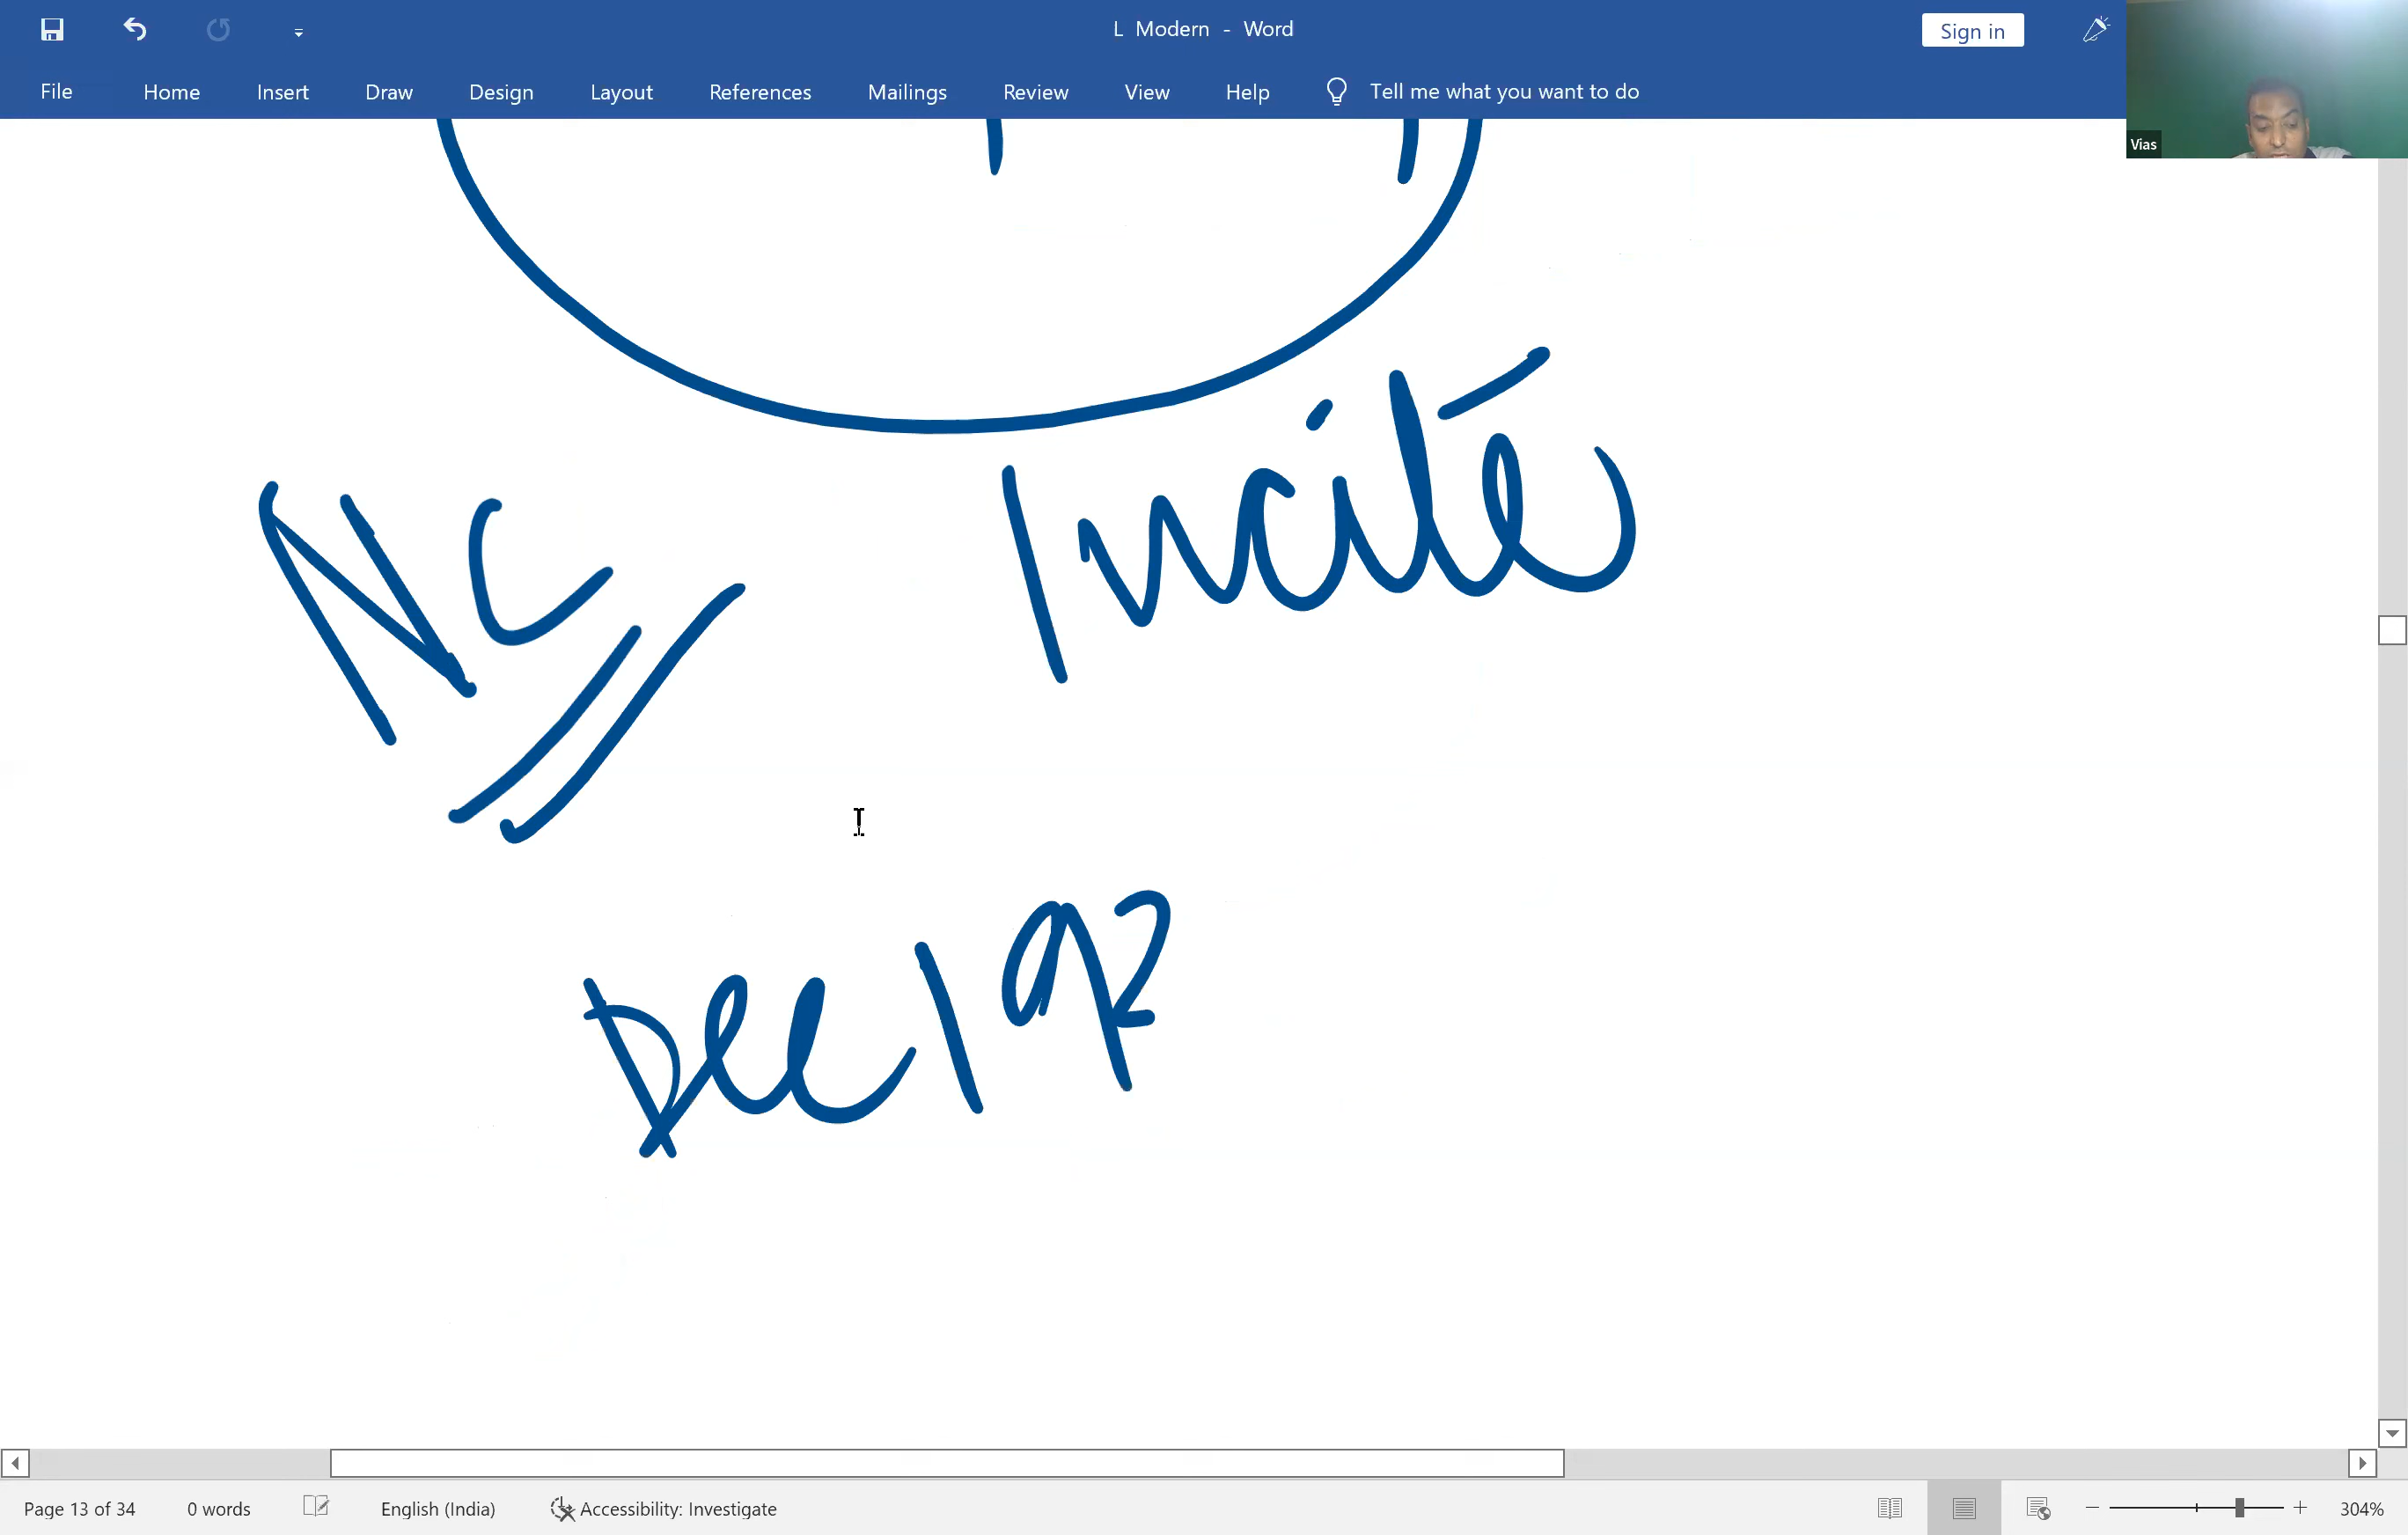 L Modern - Word
Sign in
File Home Insert Draw Design Layout References Mailings Review View Help Tell me what you want to do
Vias
NC Incite
Dec 192
Page 13 of 34 0 words English (India) Accessibility: Investigate 304%